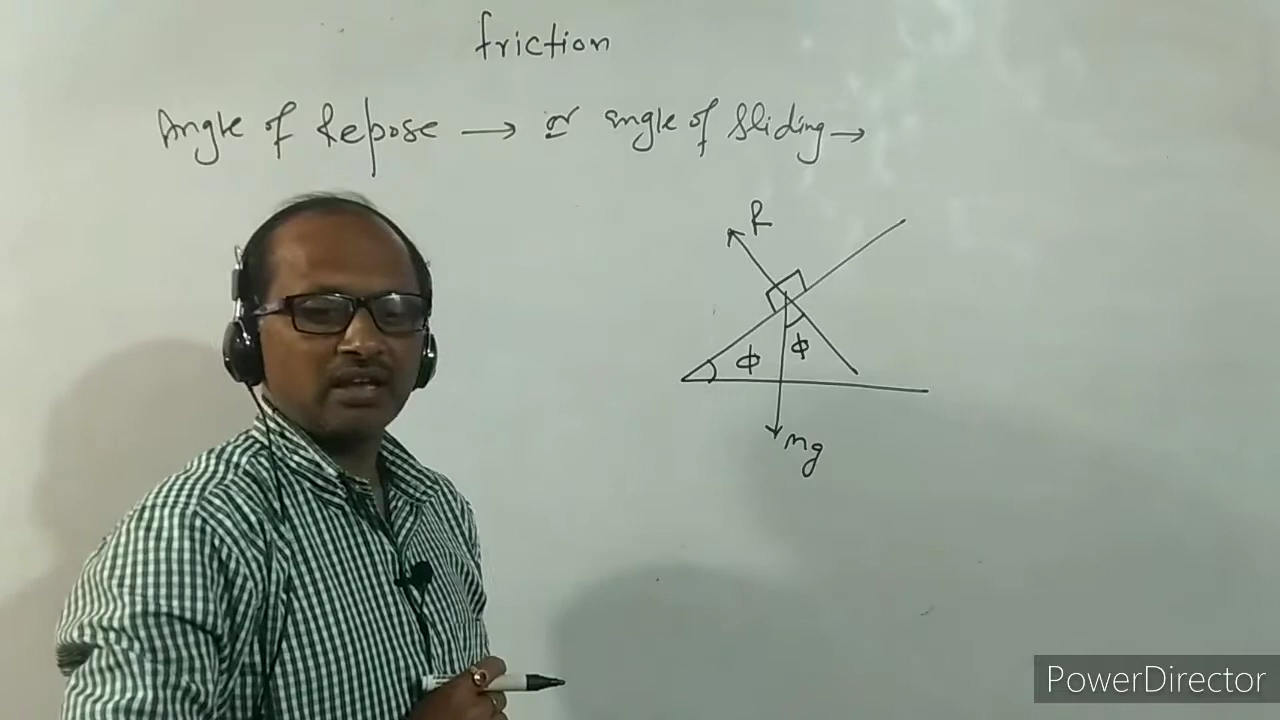 friction
Angle of Repose → or angle of sliding →
R
ϕ ϕ
mg
PowerDirector